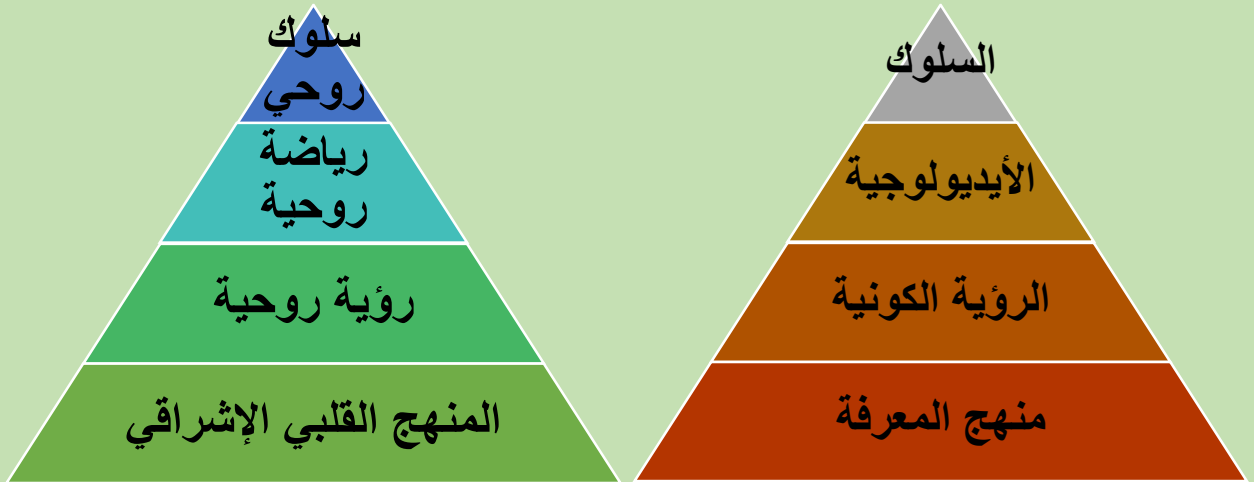 السلوك
الأيديولوجية
الرؤية الكونية
منهج المعرفة
سلوك
روحي
رياضة
روحية
رؤية روحية
المنهج القلبي الإشراقي